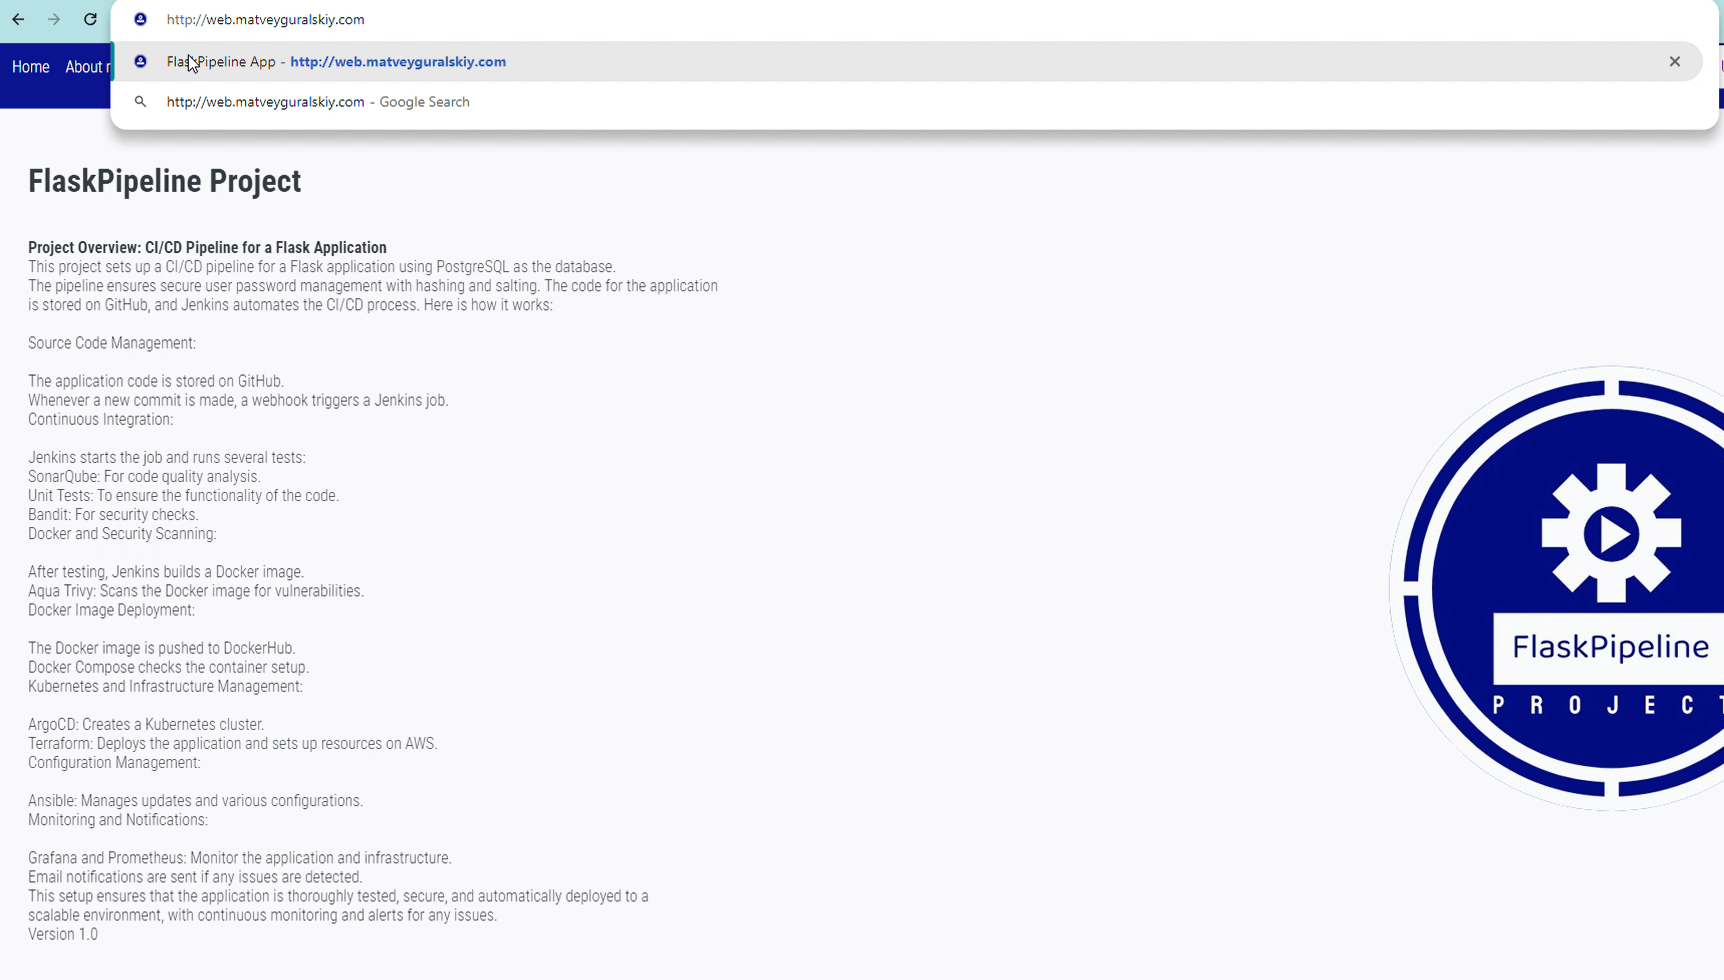 http://web.matveyguralskiy.com
FlaskPipeline App - http://web.matveyguralskiy.com
http://web.matveyguralskiy.com - Google Search
Home About
FlaskPipeline Project
Project Overview: CI/CD Pipeline for a Flask Application
This project sets up a CI/CD pipeline for a Flask application using PostgreSQL as the database.
The pipeline ensures secure user password management with hashing and salting. The code for the application
is stored on GitHub, and Jenkins automates the CI/CD process. Here is how it works:
Source Code Management:
The application code is stored on GitHub.
Whenever a new commit is made, a webhook triggers a Jenkins job.
Continuous Integration:
Jenkins starts the job and runs several tests:
SonarQube: For code quality analysis.
Unit Tests: To ensure the functionality of the code.
Bandit: For security checks.
Docker and Security Scanning:
After testing, Jenkins builds a Docker image.
Aqua Trivy: Scans the Docker image for vulnerabilities.
Docker Image Deployment:
The Docker image is pushed to DockerHub.
Docker Compose checks the container setup.
Kubernetes and Infrastructure Management:
ArgoCD: Creates a Kubernetes cluster.
Terraform: Deploys the application and sets up resources on AWS.
Configuration Management:
Ansible: Manages updates and various configurations.
Monitoring and Notifications:
Grafana and Prometheus: Monitor the application and infrastructure.
Email notifications are sent if any issues are detected.
This setup ensures that the application is thoroughly tested, secure, and automatically deployed to a
scalable environment, with continuous monitoring and alerts for any issues.
Version 1.0
FlaskPipeline
PROJECT